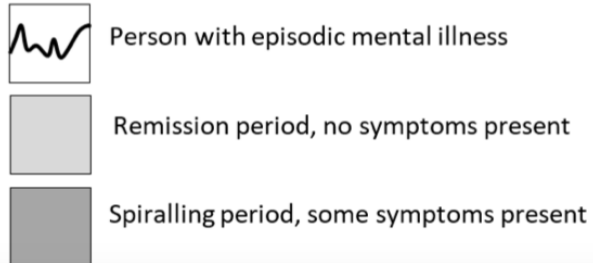 Person with episodic mental illness
Remission period, no symptoms present
Spiralling period, some symptoms present